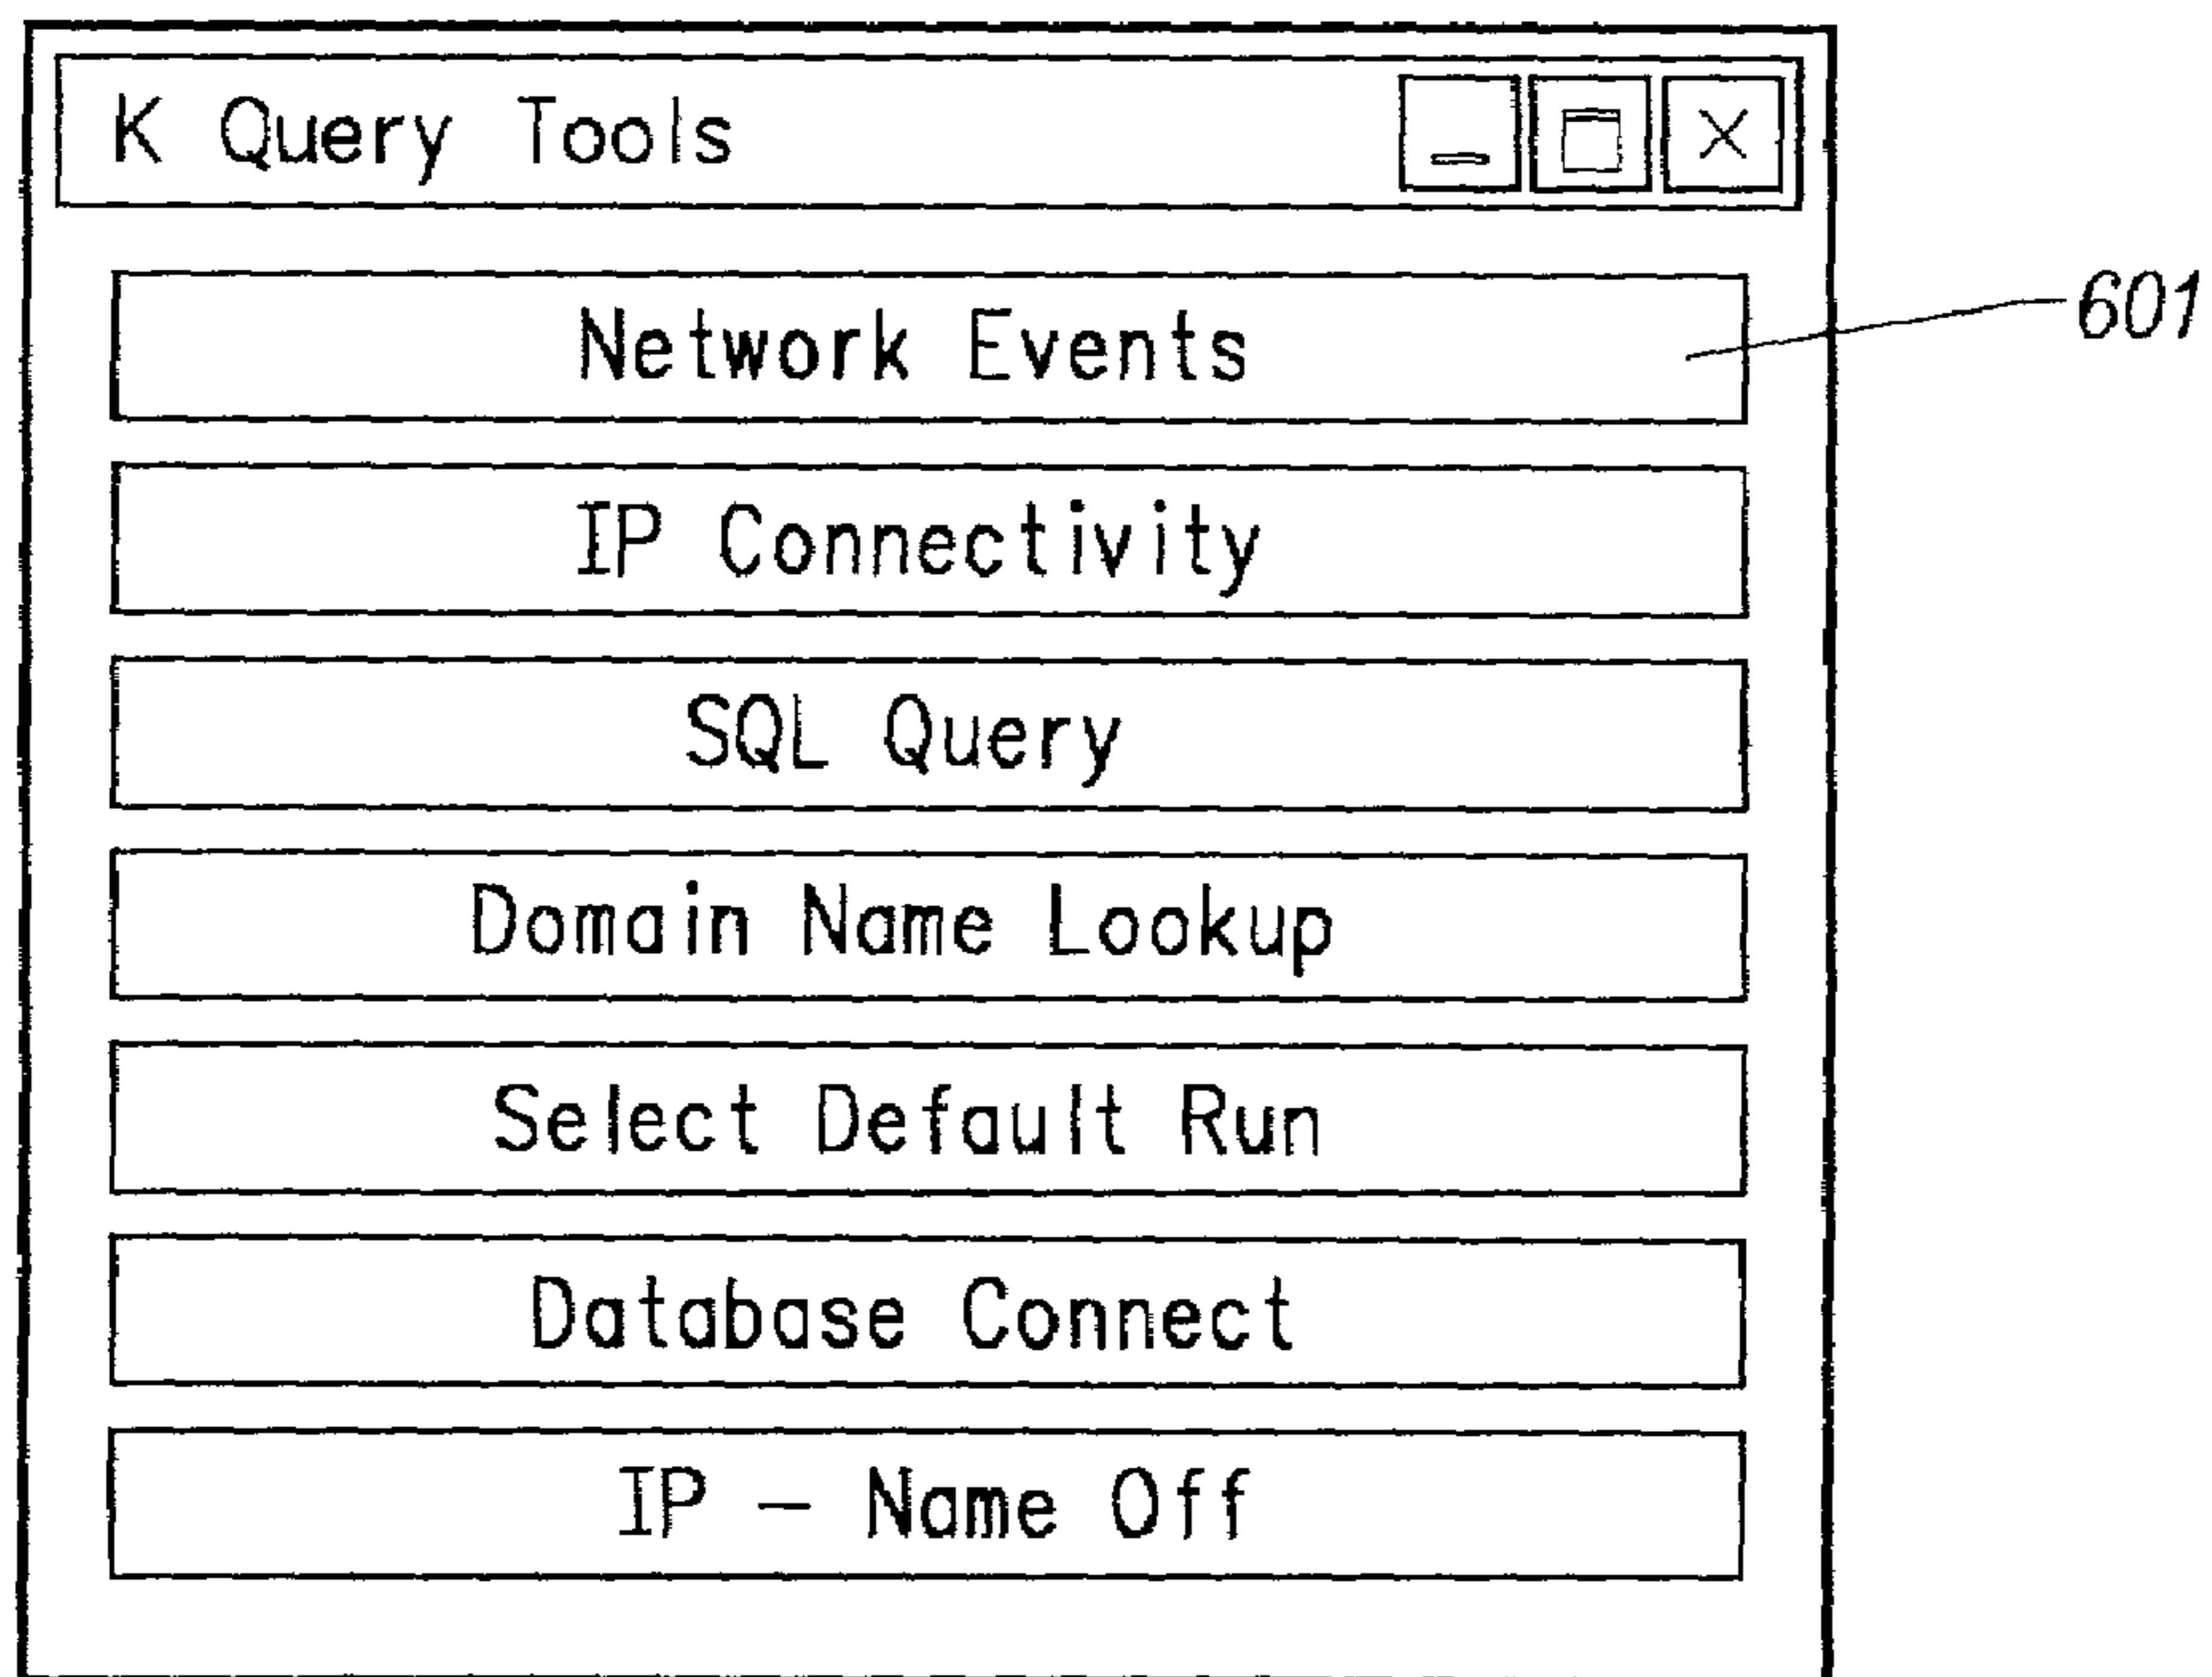 K Query Tools
Network Events
601
IP Connectivity
SQL Query
Domain Name Lookup
Select Default Run
Database Connect
IP – Name Off